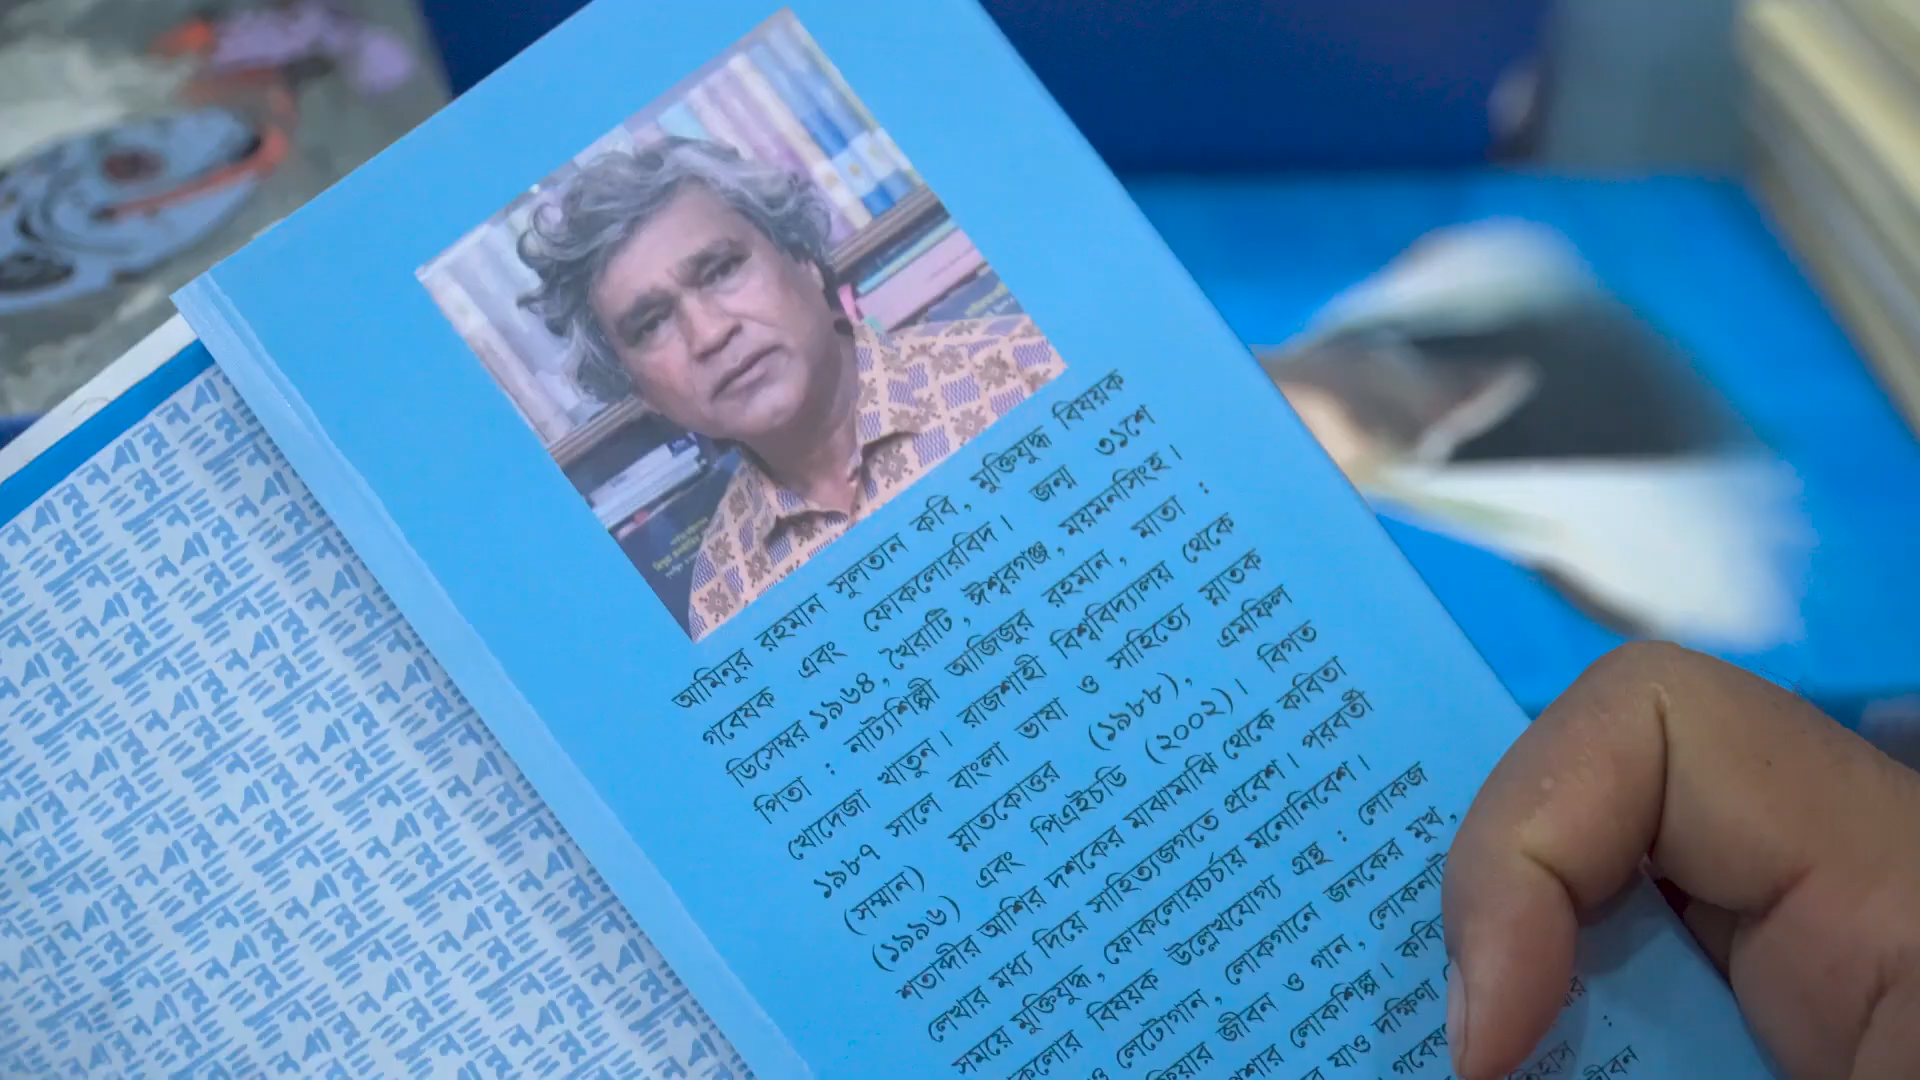 আমিনুর রহমান সুলতান কবি, মুক্তিযুদ্ধ বিষয়ক
গবেষক এবং ফোকলোরবিদ। জন্ম ৩১শে
ডিসেম্বর ১৯৬৪, খৈরাটি, ঈশ্বরগঞ্জ, ময়মনসিংহ।
পিতা : নাট্যশিল্পী আজিজুর রহমান, মাতা :
খোদেজা খাতুন। রাজশাহী বিশ্ববিদ্যালয় থেকে
১৯৮৭ সালে বাংলা ভাষা ও সাহিত্যে স্নাতক
(সম্মান) স্নাতকোত্তর (১৯৮৮), এমফিল
(১৯৯৬) এবং পিএইচডি (২০০২)। বিগত
শতাব্দীর আশির দশকের মাঝামাঝি থেকে কবিতা
লেখার মধ্য দিয়ে সাহিত্যজগতে প্রবেশ। পরবর্তী
সময়ে মুক্তিযুদ্ধ, ফোকলোরচর্চায় মনোনিবেশ।
বিষয়ক উল্লেখযোগ্য গ্রন্থ : লোকজ
লেটোগান, লোকগানে জনকের মুখ,
জীবন ও গান,
লোকশিল্প।
যাও দক্ষিণা